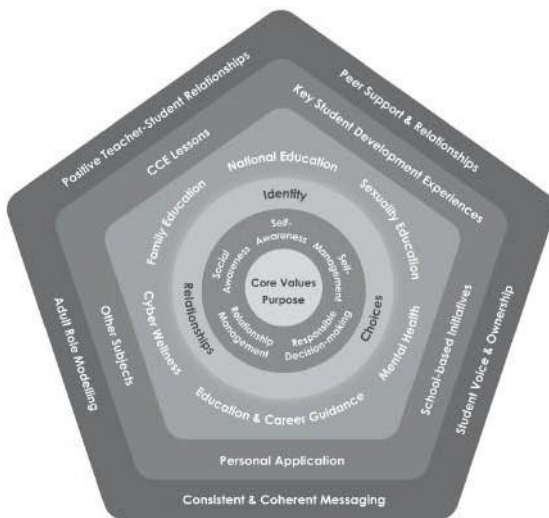 Positive Teacher-Student Relationships
Peer Support & Relationships
CCE Lessons
Key Student Development Experiences
National Education
Family Education
Sexuality Education
Identity
Self-
Awareness
Social
Awareness
Self-
Management
Core Values
Purpose
Relationships
Choices
Relationship
Management
Responsible
Decision-making
Cyber Wellness
Mental Health
Education & Career Guidance
Adult Role Modelling
Other Subjects
School-based Initiatives
Student Voice & Ownership
Personal Application
Consistent & Coherent Messaging